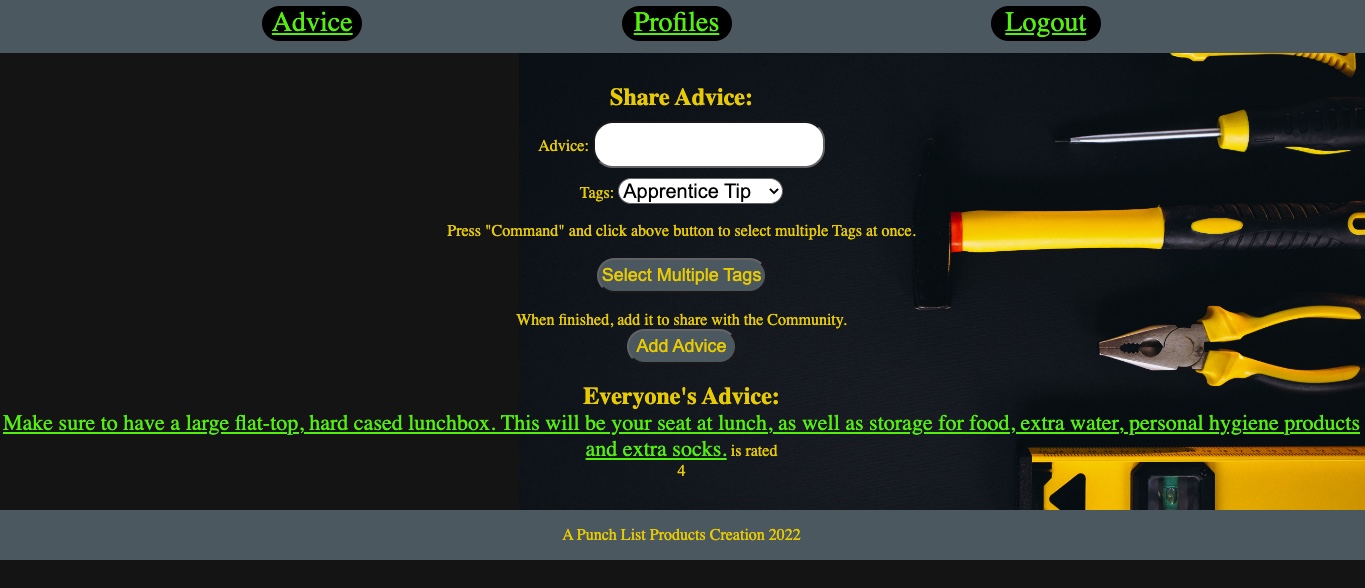 Advice Profiles Logout
Share Advice:
Advice:
Tags: Apprentice Tip
Press "Command" and click above button to select multiple Tags at once.
Select Multiple Tags
When finished, add it to share with the Community.
Add Advice
Everyone's Advice:
Make sure to have a large flat-top, hard cased lunchbox. This will be your seat at lunch, as well as storage for food, extra water, personal hygiene products
and extra socks. is rated
4
A Punch List Products Creation 2022